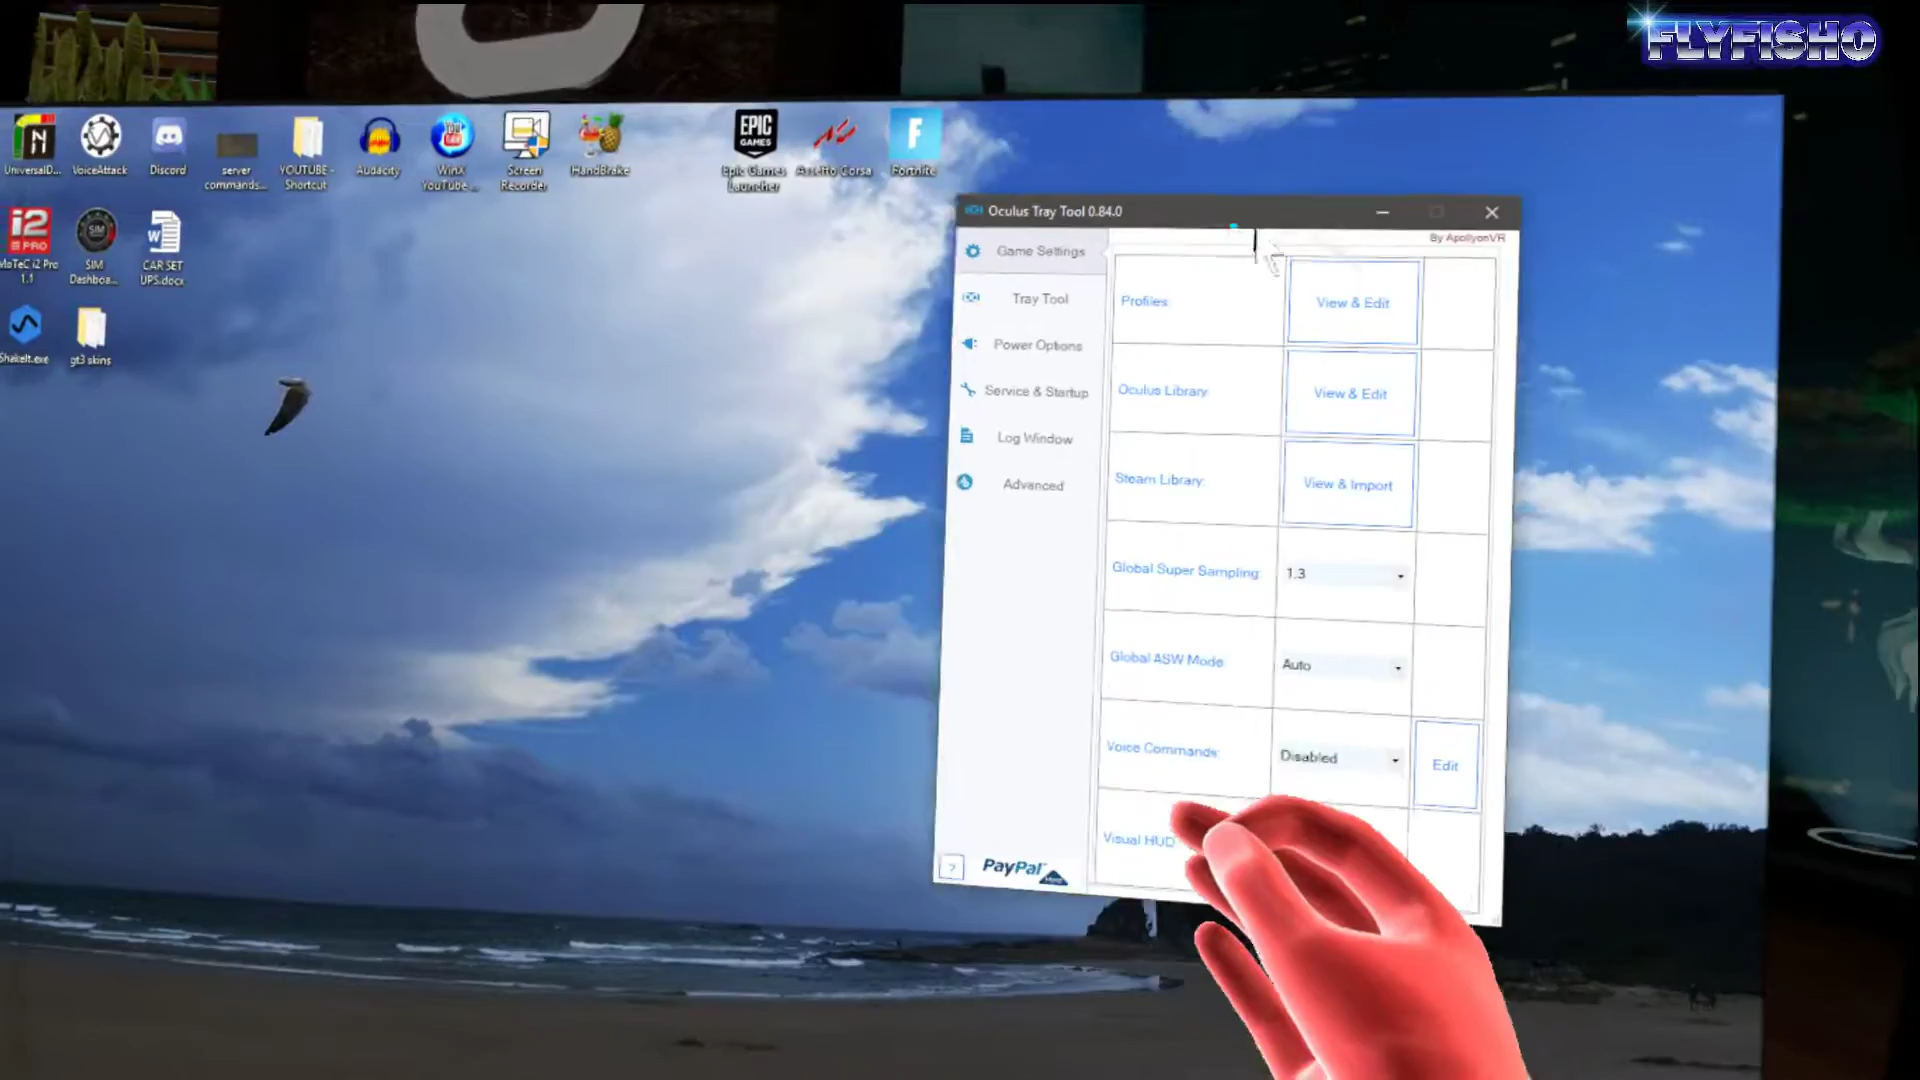 FLYFISHO
UniversalD...
VoiceAttack
Discord
server
commands...
YOUTUBE -
Shortcut
Audacity
WinX
YouTube ...
Screen
Recorder
HandBrake
EPIC
GAMES
Epic Games
Launcher
Assetto Corsa
Fortnite
i2
PRO
MoTeC i2 Pro
1.1
SIM
SIM
Dashboa...
CAR SET
UPS.docx
ShakeIt.exe
gt3 skins
Oculus Tray Tool 0.84.0
By ApollyonVR
Game Settings
Tray Tool
Power Options
Service & Startup
Log Window
Advanced
Profiles:
View & Edit
Oculus Library:
View & Edit
Steam Library:
View & Import
Global Super Sampling:
1.3
Global ASW Mode:
Auto
Voice Commands:
Disabled
Edit
Visual HUD
?
PayPal